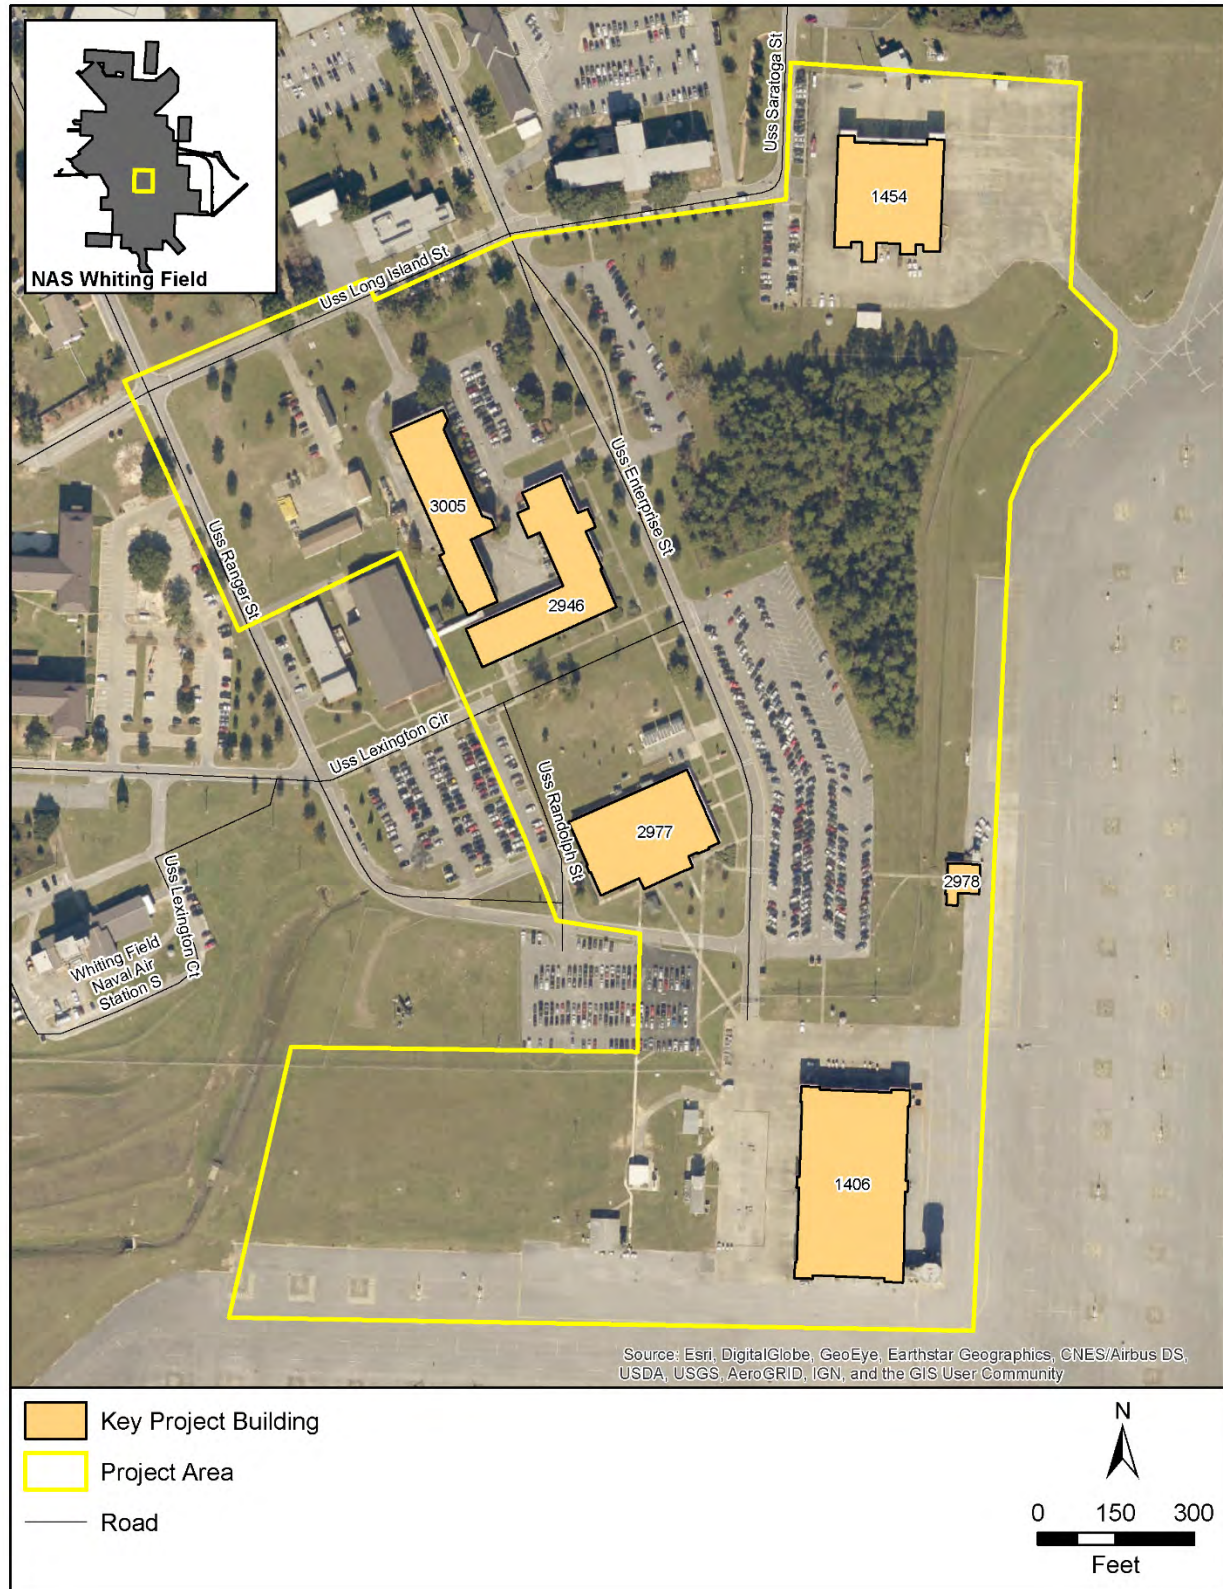 NAS Whiting Field
Uss Saratoga St
1454
Uss Long Island St
3005
Uss Enterprise St
Uss Ranger St
2946
Uss Lexington Cir
Uss Randolph St
2977
2978
Uss Lexington Ct
Whiting Field
Naval Air
Station S
1406
Source: Esri, DigitalGlobe, GeoEye, Earthstar Geographics, CNES/Airbus DS,
USDA, USGS, AeroGRID, IGN, and the GIS User Community
Key Project Building
Project Area
Road
N
0 150 300
Feet